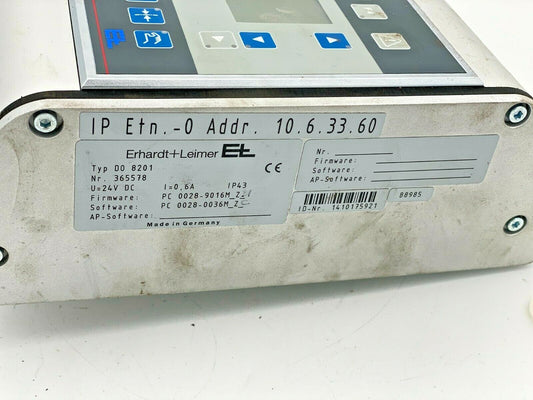 IP Etn.-0 Addr. 10.6.33.60
Erhardt+Leimer E+L
Typ DO 8201 CE
Nr. 365578
U=24V DC I=0,6A IP43
Firmware: PC 0028-9016M_Z
Software: PC 0028-0036M_Z
AP-Software:
Made in Germany
Nr.
Firmware:
Software:
AP-Software:
ID-Nr. 1410175921
88985